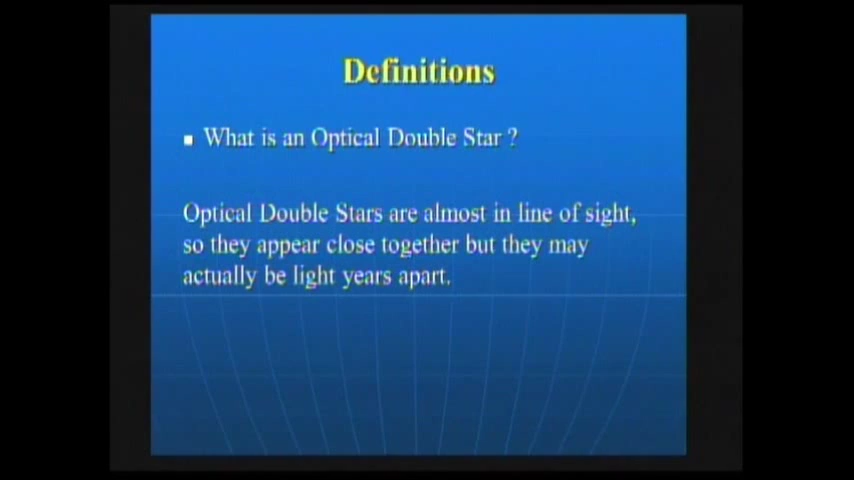 Definitions
What is an Optical Double Star ?
Optical Double Stars are almost in line of sight,
so they appear close together but they may
actually be light years apart.